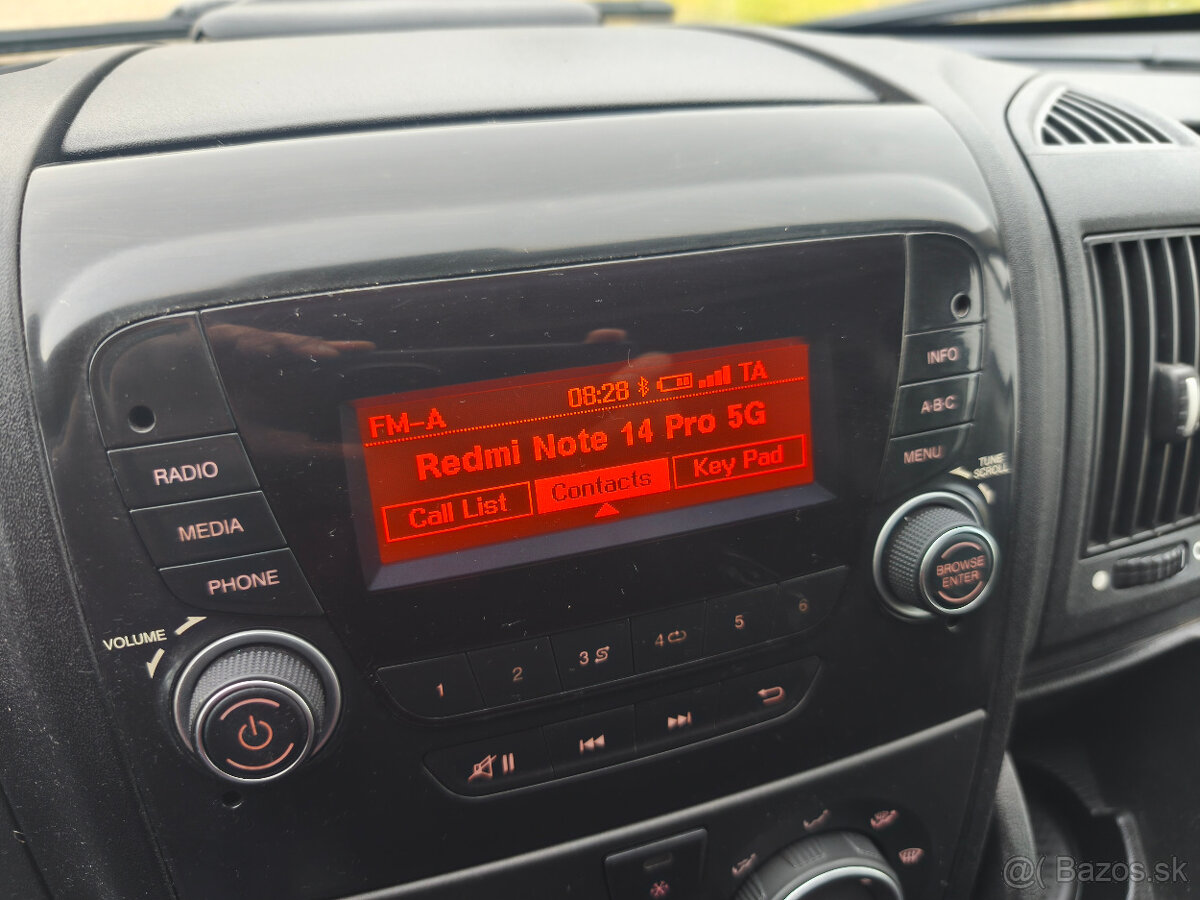 08:28 TA
FM-A
Redmi Note 14 Pro 5G
Call List Contacts Key Pad
RADIO
MEDIA
PHONE
VOLUME
INFO
A·B·C
MENU
TUNE
SCROLL
BROWSE
ENTER
1 2 3 4 5 6
@( Bazos.sk